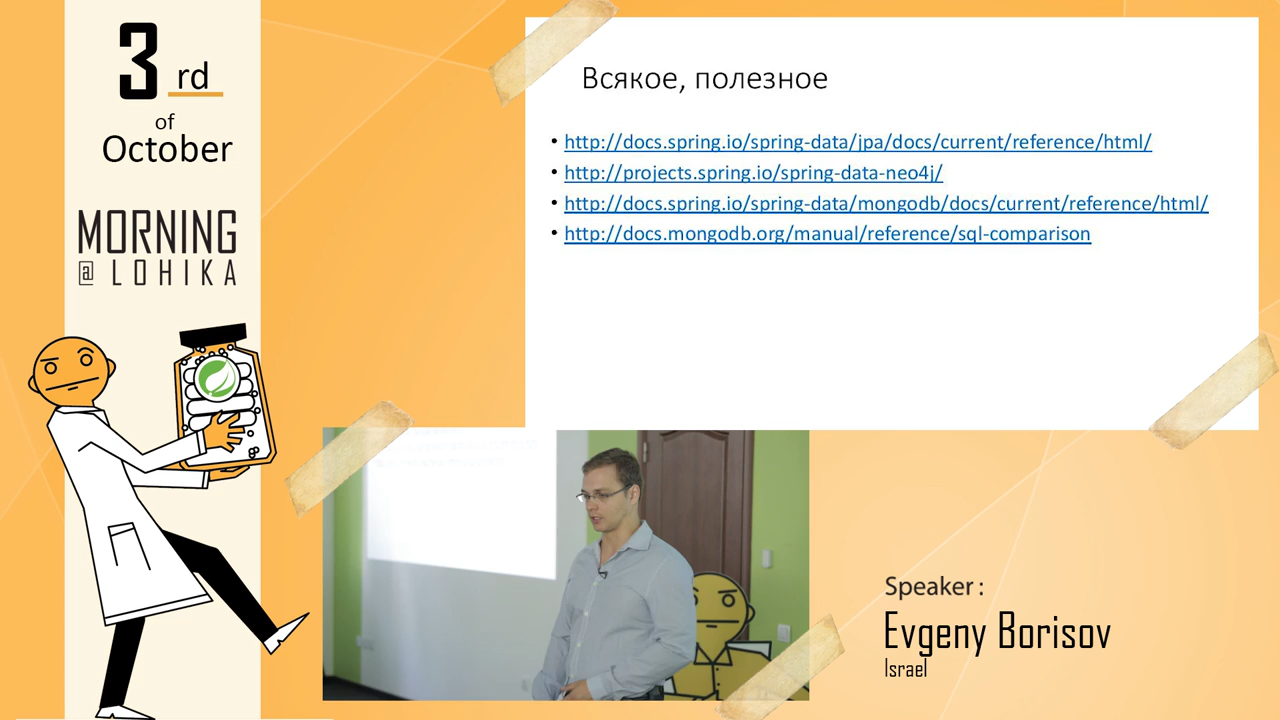 3 rd
of
October
MORNING
@ LOHIKA
Всякое, полезное
• http://docs.spring.io/spring-data/jpa/docs/current/reference/html/
• http://projects.spring.io/spring-data-neo4j/
• http://docs.spring.io/spring-data/mongodb/docs/current/reference/html/
• http://docs.mongodb.org/manual/reference/sql-comparison
Speaker :
Evgeny Borisov
Israel